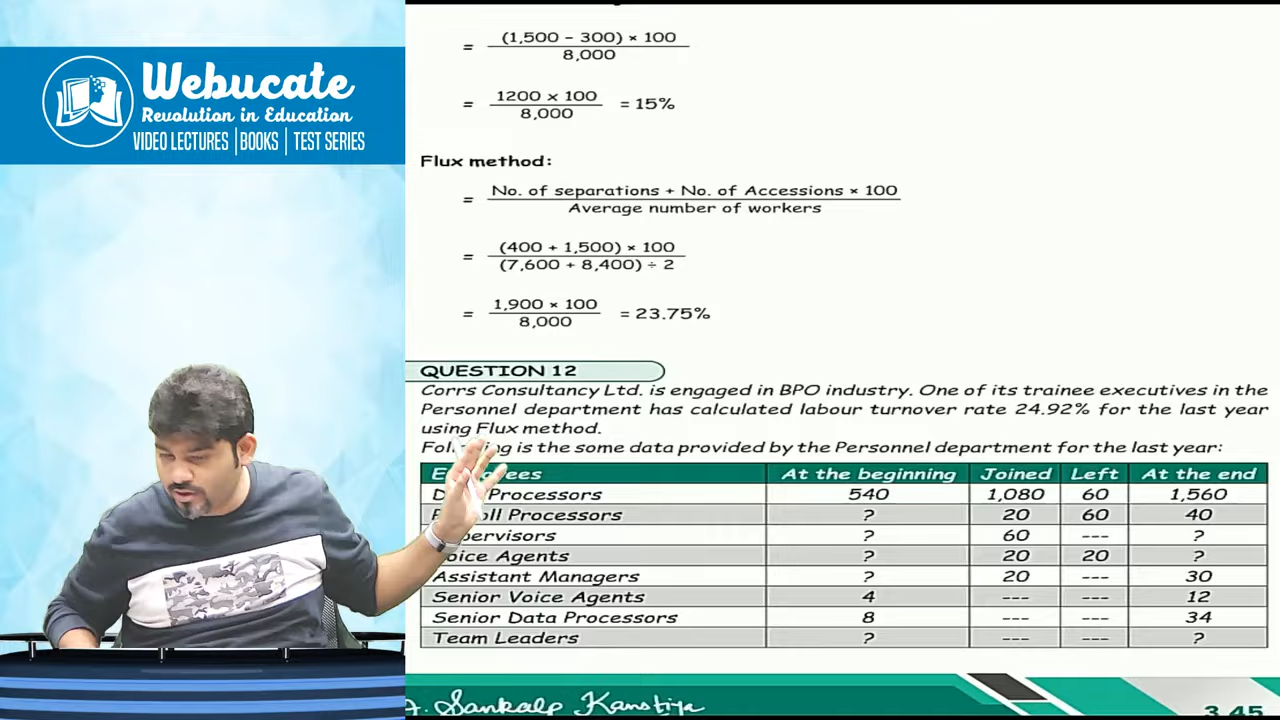 Webucate
Revolution in Education
VIDEO LECTURES | BOOKS | TEST SERIES
= (1,500 – 300) × 100
8,000
= 1200 × 100 = 15%
8,000
Flux method:
= No. of separations + No. of Accessions × 100
Average number of workers
= (400 + 1,500) × 100
(7,600 + 8,400) ÷ 2
= 1,900 × 100 = 23.75%
8,000
QUESTION 12
Corrs Consultancy Ltd. is engaged in BPO industry. One of its trainee executives in the
Personnel department has calculated labour turnover rate 24.92% for the last year
using Flux method.
is the some data provided by the Personnel department for the last year:
At the beginning Joined Left At the end
Processors 540 1,080 60 1,560
Processors ? 20 60 40
? 60 --- ?
Agents ? 20 20 ?
Assistant Managers ? 20 --- 30
Senior Voice Agents 4 --- --- 12
Senior Data Processors 8 --- --- 34
Team Leaders ? --- --- ?
Sankalp Kanstiya
3.45